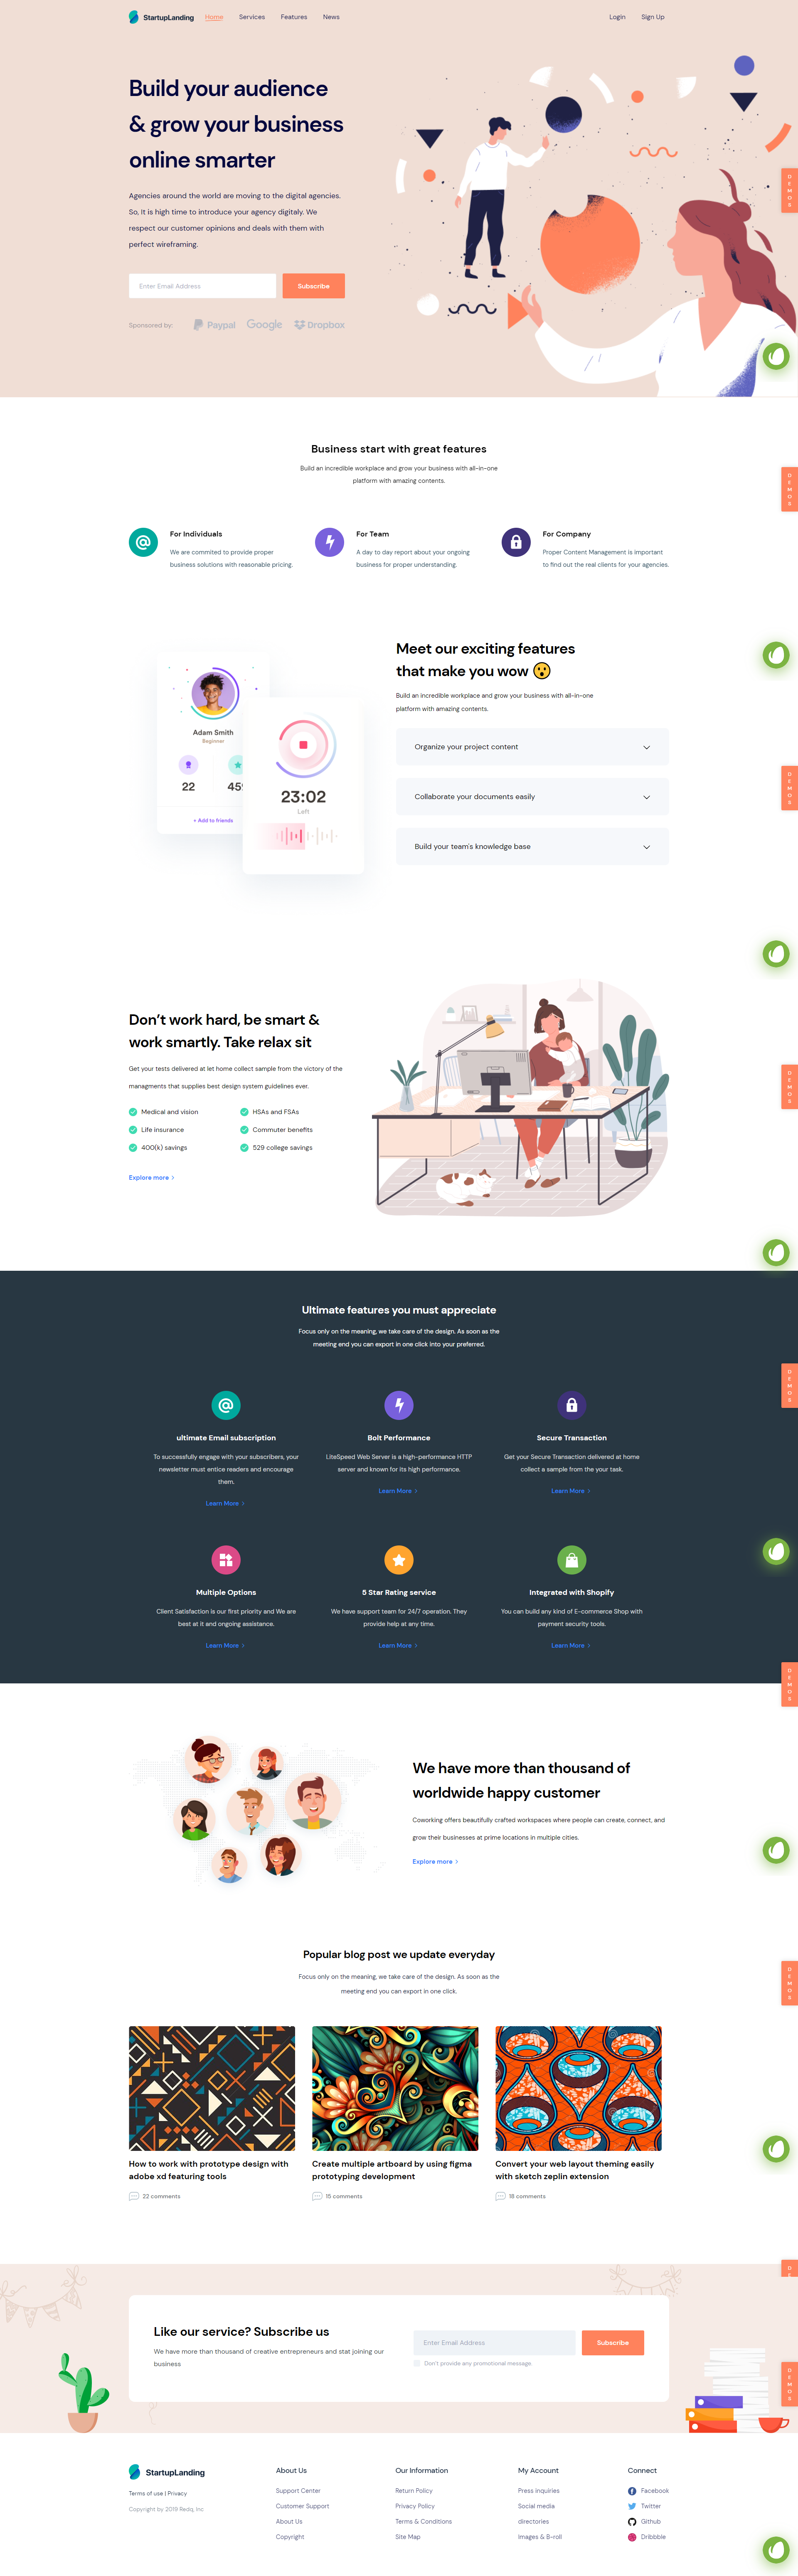 StartupLanding Home Services Features News Login Sign Up
Build your audience
& grow your business
online smarter
Agencies around the world are moving to the digital agencies.
So, It is high time to introduce your agency digitaly. We
respect our customer opinions and deals with them with
perfect wireframing.
Enter Email Address Subscribe
Sponsored by: Paypal Google Dropbox
DEMOS
Business start with great features
Build an incredible workplace and grow your business with all-in-one
platform with amazing contents.
DEMOS
For Individuals
We are commited to provide proper
business solutions with reasonable pricing.
For Team
A day to day report about your ongoing
business for proper understanding.
For Company
Proper Content Management is important
to find out the real clients for your agencies.
Adam Smith
Beginner
22 459
+ Add to friends
23:02
Left
Meet our exciting features
that make you wow 😮
Build an incredible workplace and grow your business with all-in-one
platform with amazing contents.
Organize your project content
Collaborate your documents easily
Build your team's knowledge base
DEMOS
Don't work hard, be smart &
work smartly. Take relax sit
Get your tests delivered at let home collect sample from the victory of the
managments that supplies best design system guidelines ever.
Medical and vision HSAs and FSAs
Life insurance Commuter benefits
400(k) savings 529 college savings
Explore more >
DEMOS
Ultimate features you must appreciate
Focus only on the meaning, we take care of the design. As soon as the
meeting end you can export in one click into your preferred.
DEMOS
ultimate Email subscription
To successfully engage with your subscribers, your
newsletter must entice readers and encourage
them.
Learn More >
Bolt Performance
LiteSpeed Web Server is a high-performance HTTP
server and known for its high performance.
Learn More >
Secure Transaction
Get your Secure Transaction delivered at home
collect a sample from the your task.
Learn More >
Multiple Options
Client Satisfaction is our first priority and We are
best at it and ongoing assistance.
Learn More >
5 Star Rating service
We have support team for 24/7 operation. They
provide help at any time.
Learn More >
Integrated with Shopify
You can build any kind of E-commerce Shop with
payment security tools.
Learn More >
DEMOS
We have more than thousand of
worldwide happy customer
Coworking offers beautifully crafted workspaces where people can create, connect, and
grow their businesses at prime locations in multiple cities.
Explore more >
Popular blog post we update everyday
Focus only on the meaning, we take care of the design. As soon as the
meeting end you can export in one click.
DEMOS
How to work with prototype design with
adobe xd featuring tools
22 comments
Create multiple artboard by using figma
prototyping development
15 comments
Convert your web layout theming easily
with sketch zeplin extension
18 comments
Like our service? Subscribe us
We have more than thousand of creative entrepreneurs and stat joining our
business
Enter Email Address Subscribe
Don't provide any promotional message.
DEMOS
StartupLanding
Terms of use | Privacy
Copyright by 2019 Redq, Inc
About Us
Support Center
Customer Support
About Us
Copyright
Our Information
Return Policy
Privacy Policy
Terms & Conditions
Site Map
My Account
Press inquiries
Social media
directories
Images & B-roll
Connect
Facebook
Twitter
Github
Dribbble